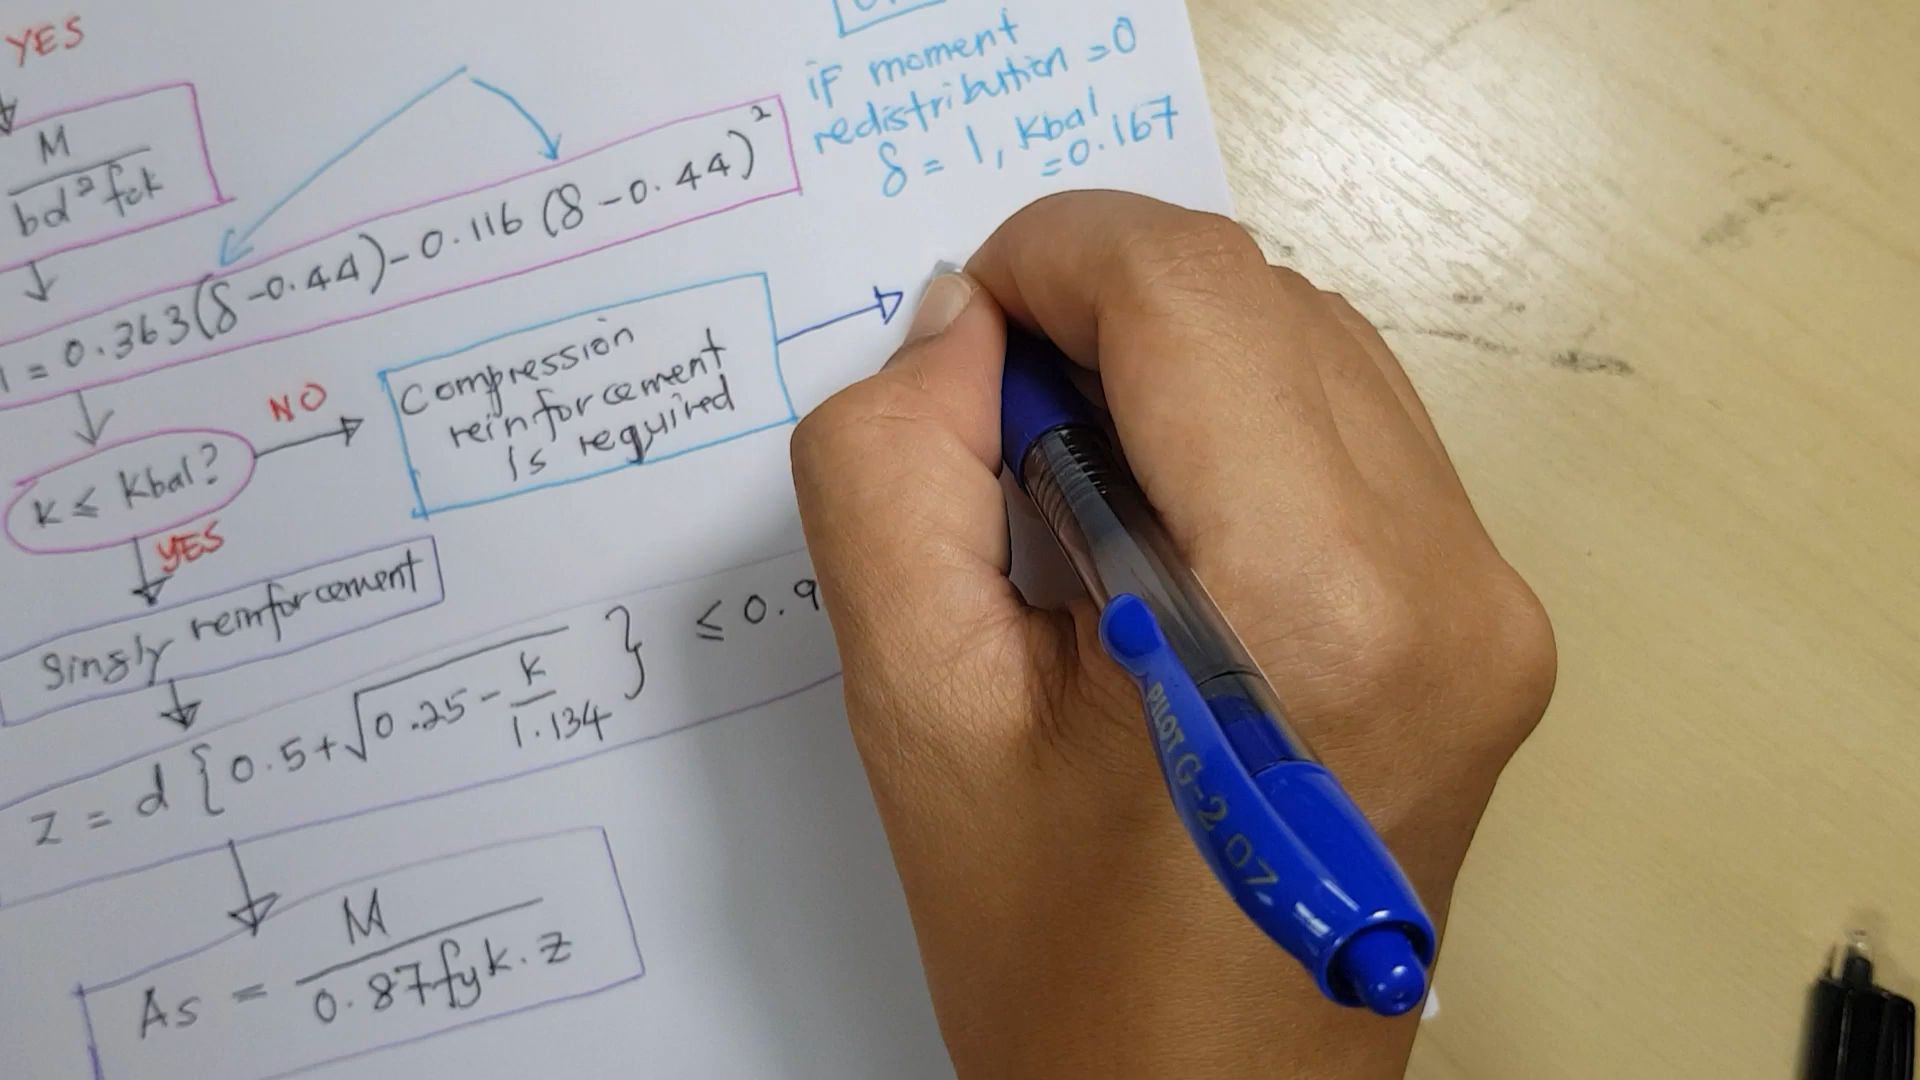 YES
M
bd²fck
if moment
redistribution = 0
δ = 1, Kbal
= 0.167
= 0.363(δ-0.44)-0.116(δ-0.44)²
NO
Compression
reinforcement
is required
K ≤ Kbal?
YES
Singly reinforcement
z = d{0.5+√0.25-K/1.134} ≤ 0.9
As = M/0.87fyk.z
PILOT G-2 07